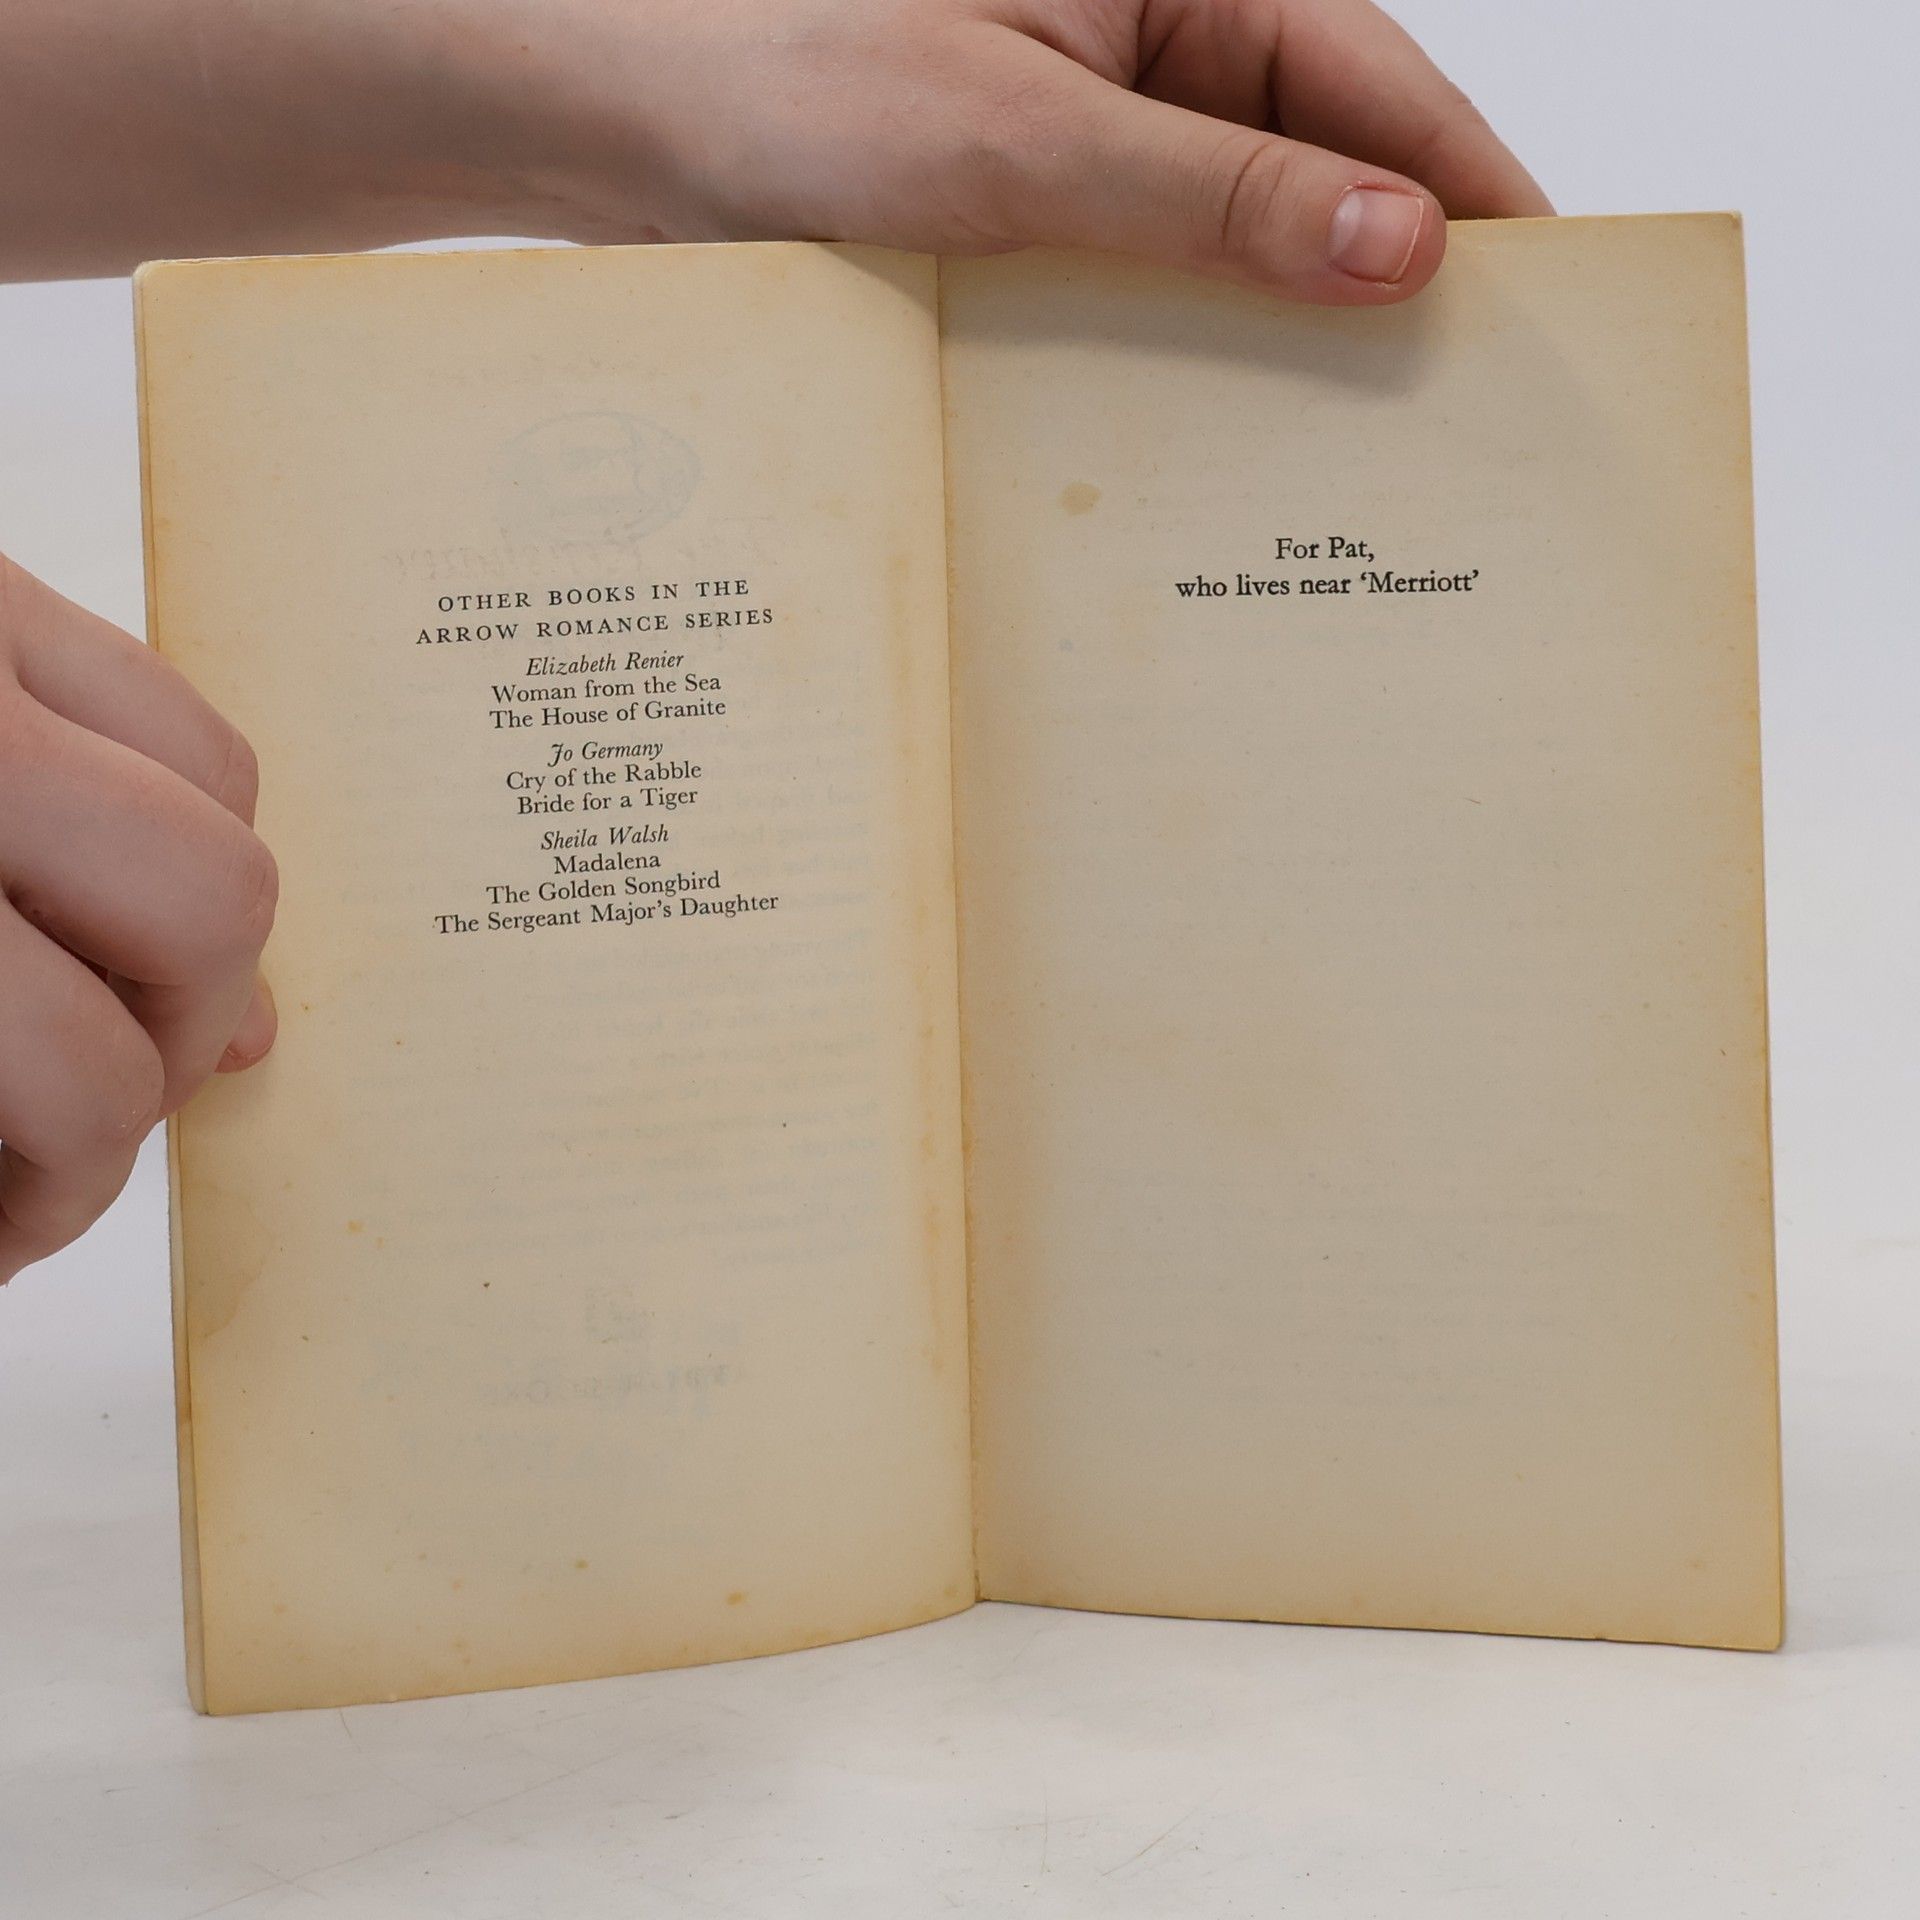 OTHER BOOKS IN THE
ARROW ROMANCE SERIES
Elizabeth Renier
Woman from the Sea
The House of Granite
Jo Germany
Cry of the Rabble
Bride for a Tiger
Sheila Walsh
Madalena
The Golden Songbird
The Sergeant Major's Daughter
For Pat,
who lives near ‘Merriott’